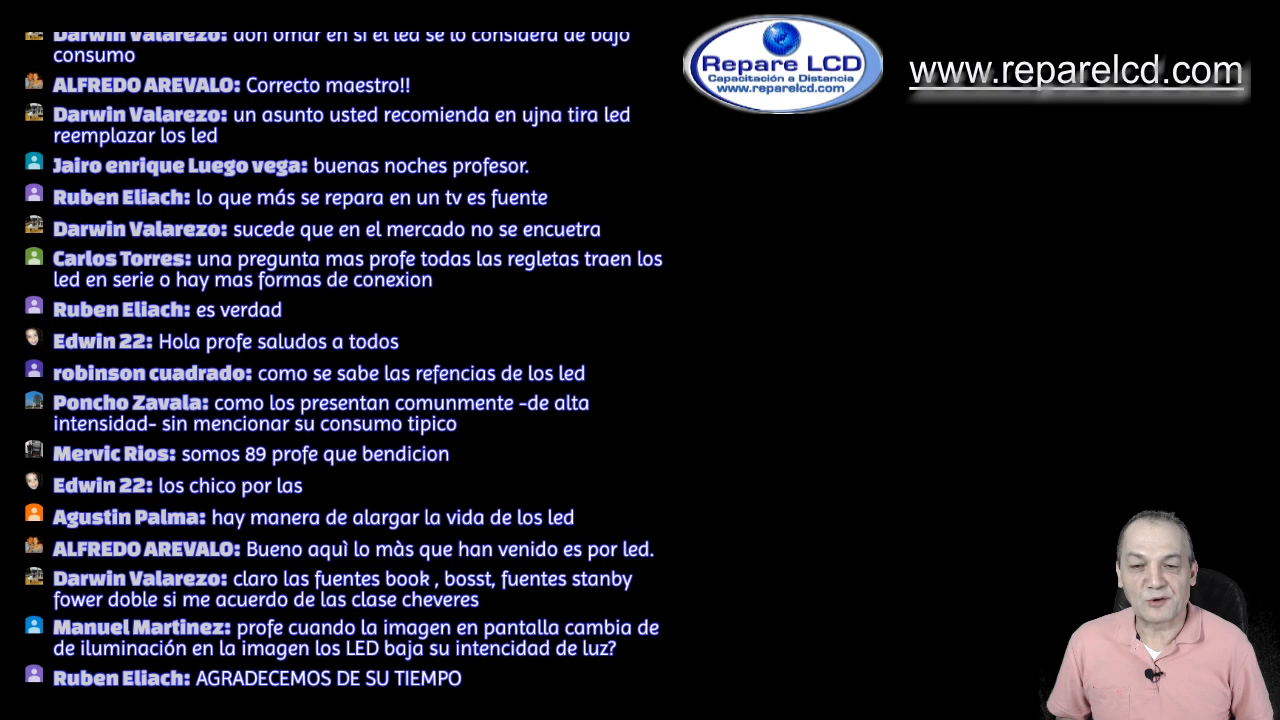 Darwin Valarezo: don omar en si el led se lo considera de bajo
consumo
ALFREDO AREVALO: Correcto maestro!!
Darwin Valarezo: un asunto usted recomienda en ujna tira led
reemplazar los led
Jairo enrique Luego vega: buenas noches profesor.
Ruben Eliach: lo que más se repara en un tv es fuente
Darwin Valarezo: sucede que en el mercado no se encuetra
Carlos Torres: una pregunta mas profe todas las regletas traen los
led en serie o hay mas formas de conexion
Ruben Eliach: es verdad
Edwin 22: Hola profe saludos a todos
robinson cuadrado: como se sabe las refencias de los led
Poncho Zavala: como los presentan comunmente -de alta
intensidad- sin mencionar su consumo tipico
Mervic Rios: somos 89 profe que bendicion
Edwin 22: los chico por las
Agustin Palma: hay manera de alargar la vida de los led
ALFREDO AREVALO: Bueno aquì lo màs que han venido es por led.
Darwin Valarezo: claro las fuentes book , bosst, fuentes stanby
fower doble si me acuerdo de las clase cheveres
Manuel Martinez: profe cuando la imagen en pantalla cambia de
de iluminación en la imagen los LED baja su intencidad de luz?
Ruben Eliach: AGRADECEMOS DE SU TIEMPO
Repare LCD
Capacitación a Distancia
www.reparelcd.com
www.reparelcd.com